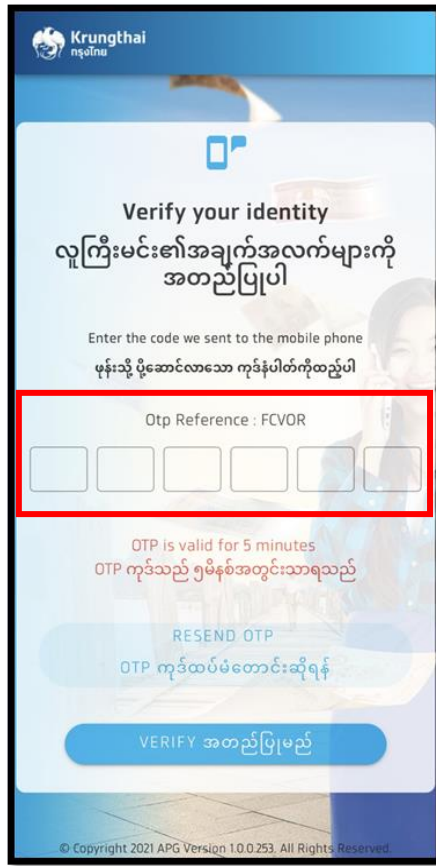 Krungthai
กรุงไทย
Verify your identity
လူကြီးမင်း၏အချက်အလက်များကို
အတည်ပြုပါ
Enter the code we sent to the mobile phone
ဖုန်းသို့ ပို့ဆောင်လာသော ကုဒ်နံပါတ်ကိုထည့်ပါ
Otp Reference : FCVOR
OTP is valid for 5 minutes
OTP ကုဒ်သည် ၅မိနစ်အတွင်းသာရသည်
RESEND OTP
OTP ကုဒ်ထပ်မံတောင်းဆိုရန်
VERIFY အတည်ပြုမည်
© Copyright 2021 APG Version 1.0.0.253. All Rights Reserved.